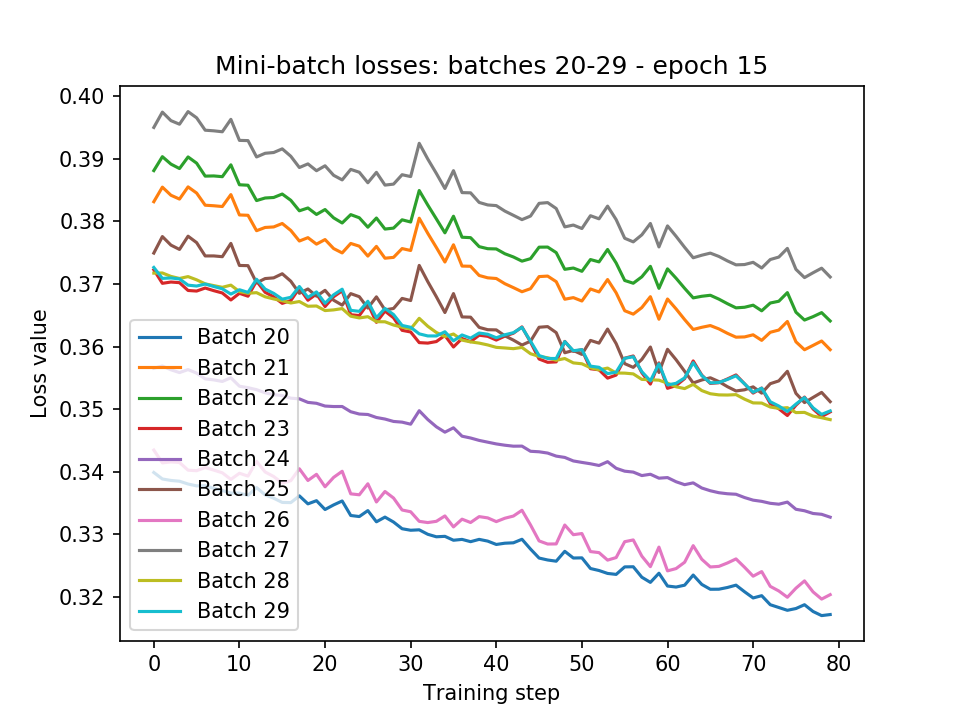 Mini-batch losses: batches 20-29 - epoch 15
0.40
0.39
0.38
0.37
0.36
0.35
0.34
0.33
0.32
Loss value
Batch 20
Batch 21
Batch 22
Batch 23
Batch 24
Batch 25
Batch 26
Batch 27
Batch 28
Batch 29
0 10 20 30 40 50 60 70 80
Training step